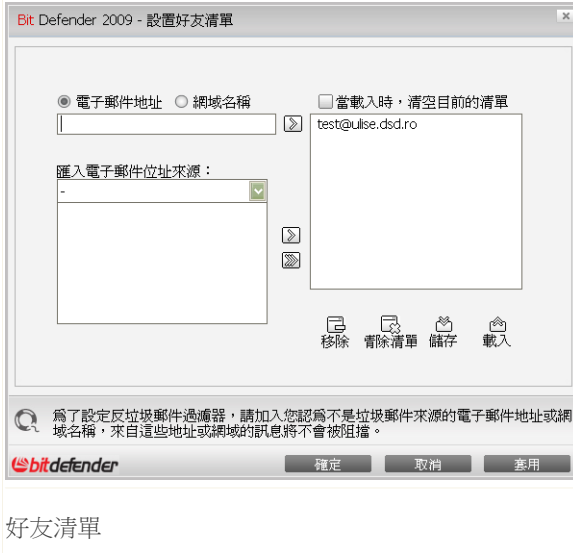 Bit Defender 2009 - 設置好友清單
電子郵件地址 網域名稱
當載入時，清空目前的清單
test@ulise.dsd.ro
匯入電子郵件位址來源：
-
移除 青除清單 儲存 載入
為了設定反垃圾郵件過濾器，請加入您認為不是垃圾郵件來源的電子郵件地址或網
域名稱，來自這些地址或網域的訊息將不會被阻擋。
bitdefender
確定 取消 套用
好友清單